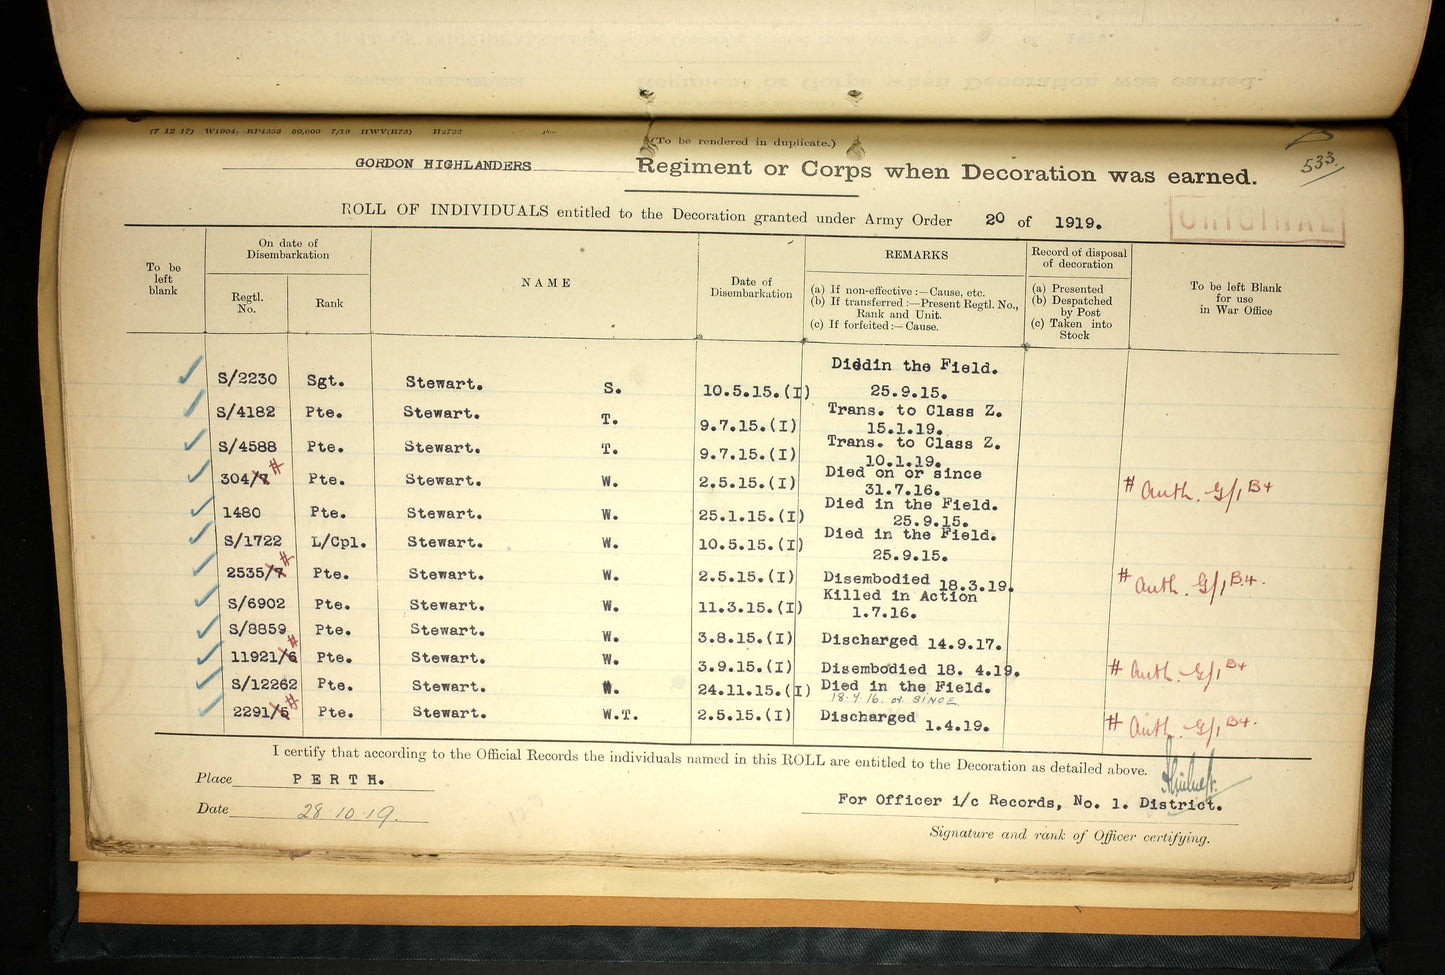 (7 12 17) W1904- RP4353 50,000 7/19 HWV(R73) H2723
(To be rendered in duplicate.)
533.
GORDON HIGHLANDERS Regiment or Corps when Decoration was earned.
ROLL OF INDIVIDUALS entitled to the Decoration granted under Army Order 20 of 1919.
ORIGINAL
To be left blank
On date of Disembarkation
Regtl. No.
Rank
NAME
Date of Disembarkation
REMARKS
(a) If non-effective :—Cause, etc.
(b) If transferred :—Present Regtl. No., Rank and Unit.
(c) If forfeited :—Cause.
Record of disposal of decoration
(a) Presented
(b) Despatched by Post
(c) Taken into Stock
To be left Blank for use in War Office
S/2230 Sgt. Stewart. S. 10.5.15.(I) Died in the Field. 25.9.15.
S/4182 Pte. Stewart. T. 9.7.15.(I) Trans. to Class Z. 15.1.19.
S/4588 Pte. Stewart. T. 9.7.15.(I) Trans. to Class Z. 10.1.19.
304/7 # Pte. Stewart. W. 2.5.15.(I) Died on or since 31.7.16. # Auth. G/1 B4
1480 Pte. Stewart. W. 25.1.15.(I) Died in the Field. 25.9.15.
S/1722 L/Cpl. Stewart. W. 10.5.15.(I) Died in the Field. 25.9.15.
2535/7 # Pte. Stewart. W. 2.5.15.(I) Disembodied 18.3.19. # Auth. G/1 B4.
S/6902 Pte. Stewart. W. 11.3.15.(I) Killed in Action 1.7.16.
S/8859 Pte. Stewart. W. 3.8.15.(I) Discharged 14.9.17.
11921/6 # Pte. Stewart. W. 3.9.15.(I) Disembodied 18. 4.19. # Auth. G/1 B4
S/12262 Pte. Stewart. W. 24.11.15.(I) Died in the Field. 18.4.16. or SINCE
2291/5 # Pte. Stewart. W.T. 2.5.15.(I) Discharged 1.4.19. # Auth. G/1 B4.
I certify that according to the Official Records the individuals named in this ROLL are entitled to the Decoration as detailed above.
Place PERTH.
Date 28.10.19.
For Officer i/c Records, No. 1. District.
Signature and rank of Officer certifying.